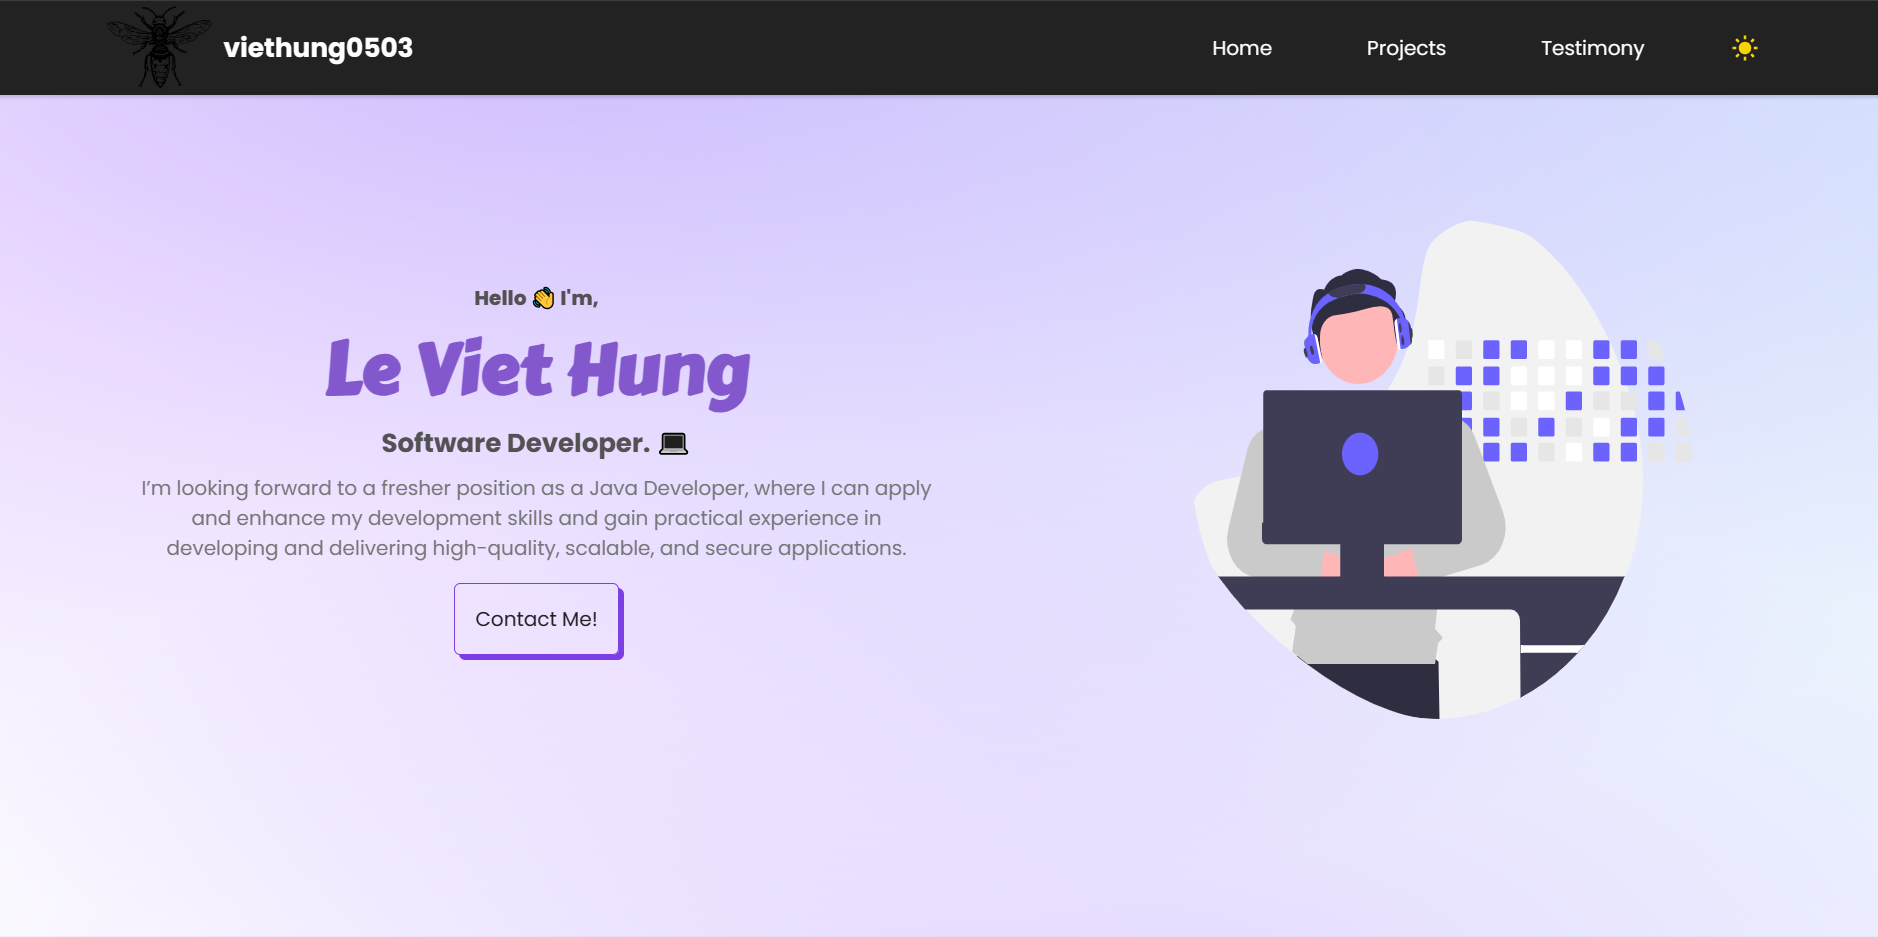 viethung0503
Home
Projects
Testimony
Hello 👋 I'm,
Le Viet Hung
Software Developer. 💻
I’m looking forward to a fresher position as a Java Developer, where I can apply
and enhance my development skills and gain practical experience in
developing and delivering high-quality, scalable, and secure applications.
Contact Me!